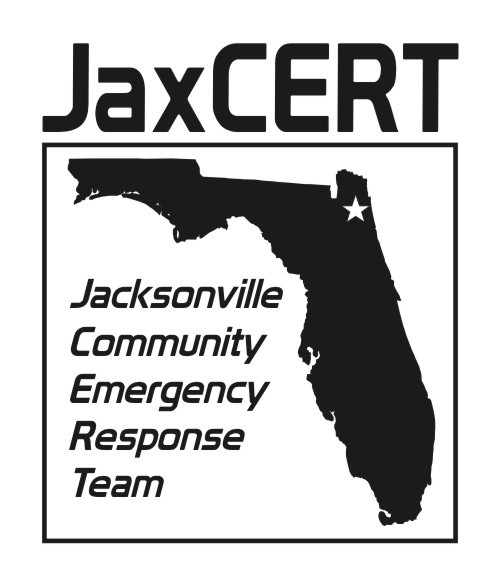 JaxCERT
Jacksonville
Community
Emergency
Response
Team